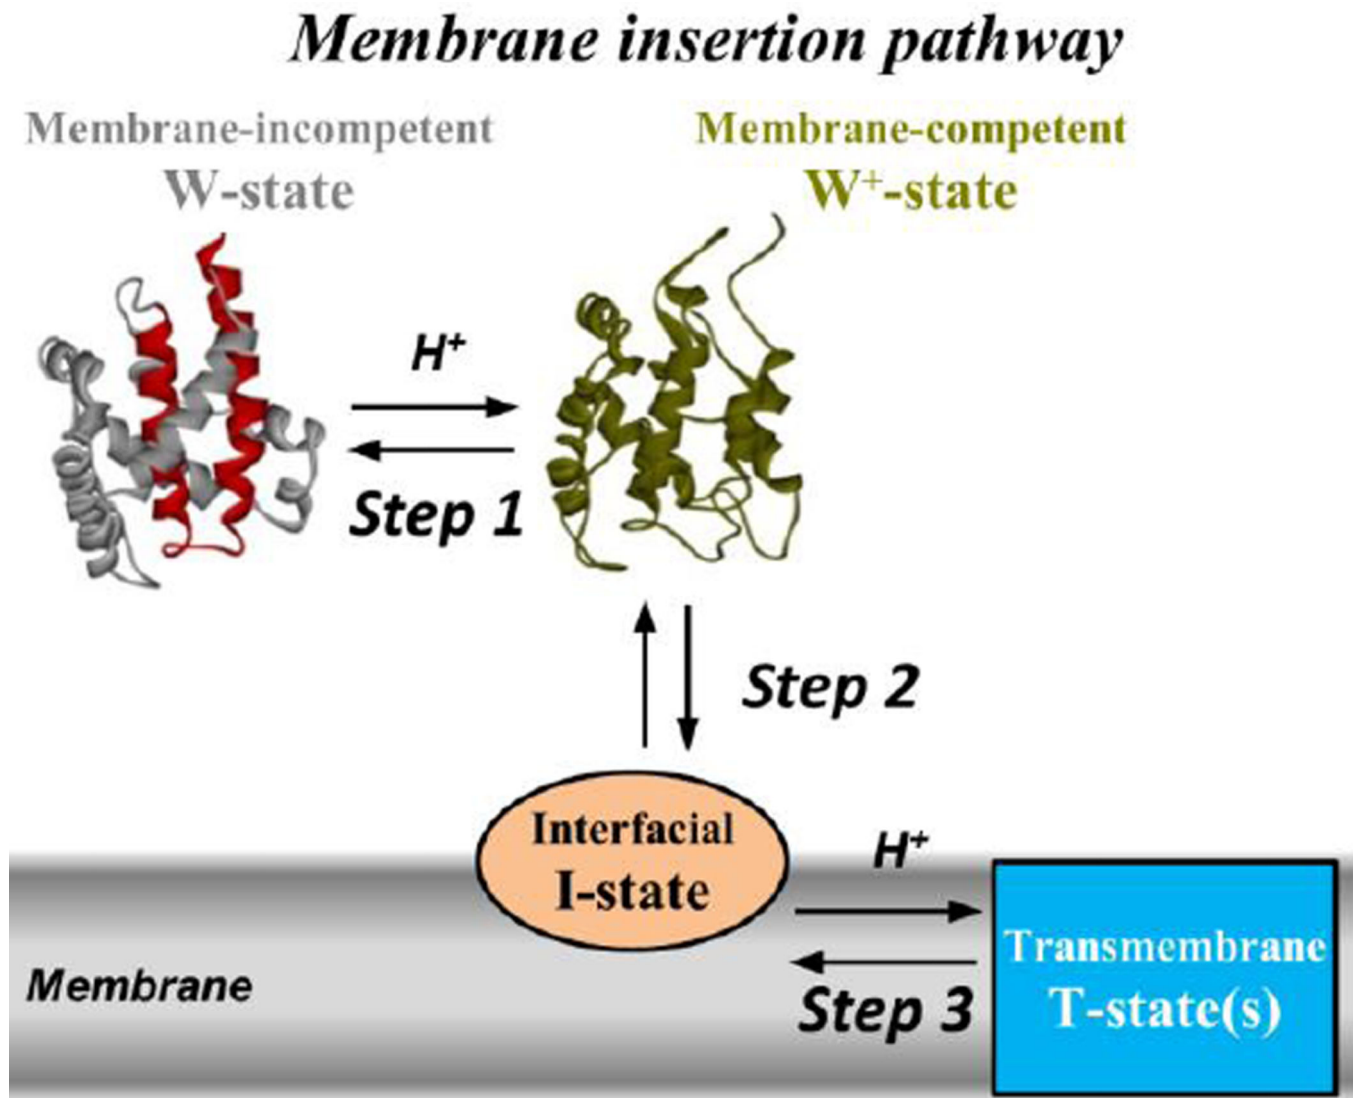 Membrane insertion pathway
Membrane-incompetent
W-state
Membrane-competent
W⁺-state
H⁺
Step 1
Step 2
Interfacial
I-state
H⁺
Step 3
Transmembrane
T-state(s)
Membrane